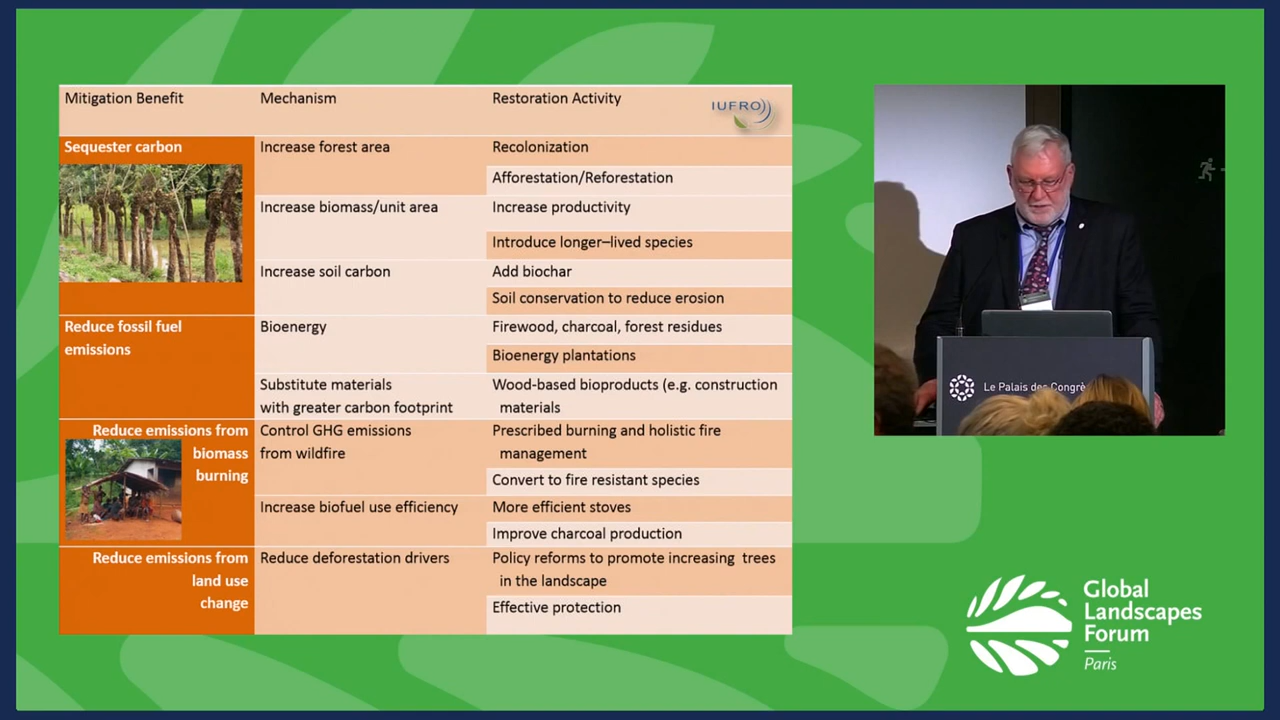 Mitigation Benefit
Mechanism
Restoration Activity
IUFRO
Sequester carbon
Increase forest area
Recolonization
Afforestation/Reforestation
Increase biomass/unit area
Increase productivity
Introduce longer–lived species
Increase soil carbon
Add biochar
Soil conservation to reduce erosion
Reduce fossil fuel
emissions
Bioenergy
Firewood, charcoal, forest residues
Bioenergy plantations
Substitute materials
with greater carbon footprint
Wood-based bioproducts (e.g. construction
materials
Reduce emissions from
biomass
burning
Control GHG emissions
from wildfire
Prescribed burning and holistic fire
management
Convert to fire resistant species
Increase biofuel use efficiency
More efficient stoves
Improve charcoal production
Reduce emissions from
land use
change
Reduce deforestation drivers
Policy reforms to promote increasing trees
in the landscape
Effective protection
Le Palais des Congrè
Global
Landscapes
Forum
Paris